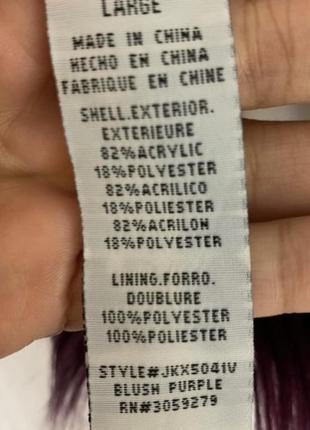 LARGE
MADE IN CHINA
HECHO EN CHINA
FABRIQUE EN CHINE
SHELL.EXTERIOR.
EXTERIEURE
82%ACRYLIC
18%POLYESTER
82%ACRILICO
18%POLIESTER
82%ACRILON
18%POLYESTER
LINING.FORRO.
DOUBLURE
100%POLYESTER
100%POLIESTER
STYLE#JKX5041V
BLUSH PURPLE
RN#3059279